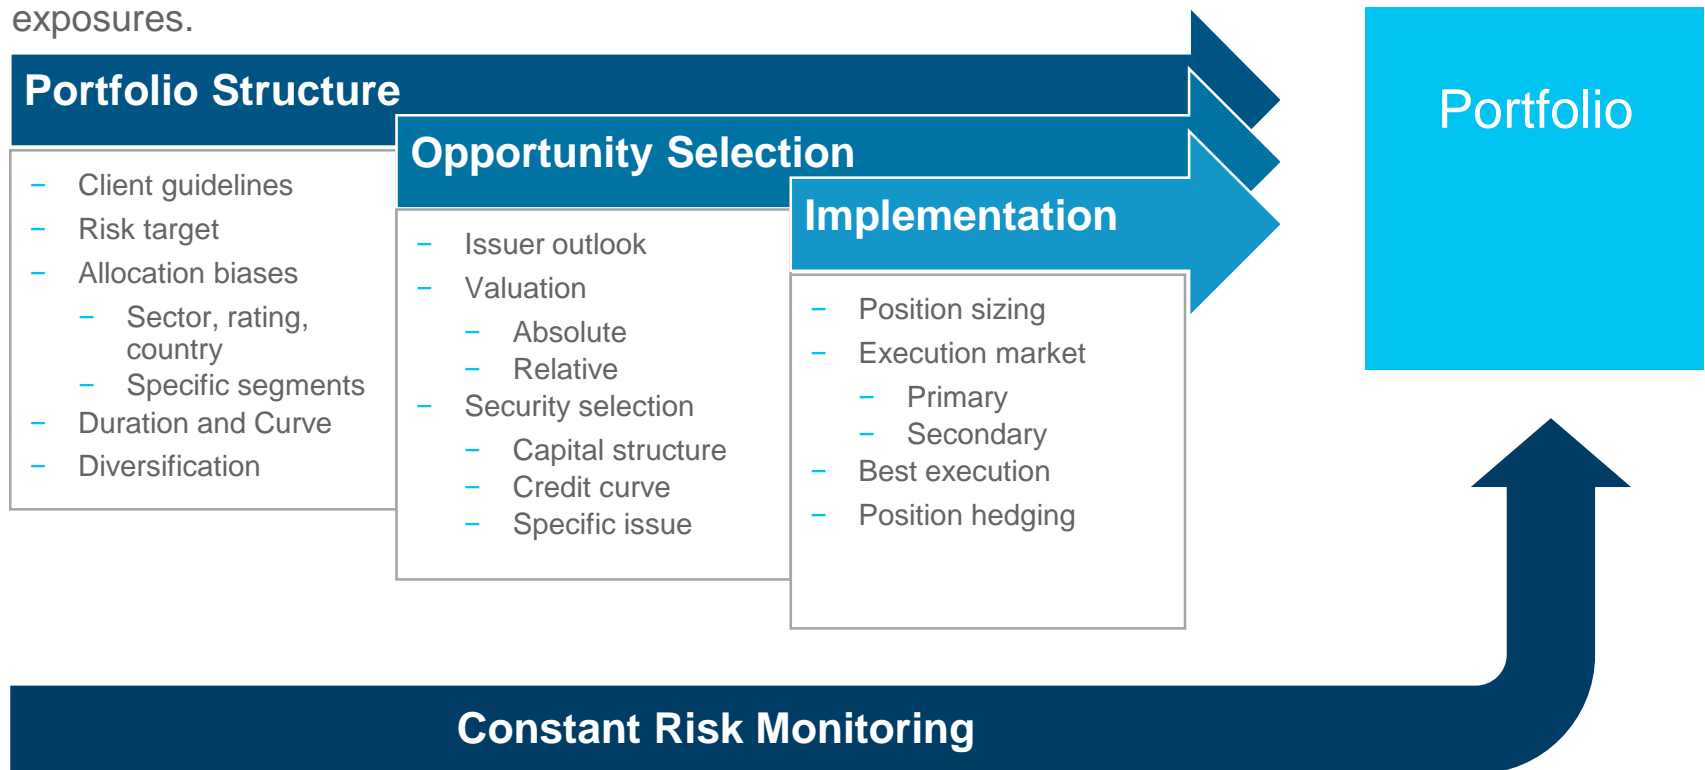 exposures.
Portfolio Structure
− Client guidelines
− Risk target
− Allocation biases
− Sector, rating,
country
− Specific segments
− Duration and Curve
− Diversification
Opportunity Selection
− Issuer outlook
− Valuation
− Absolute
− Relative
− Security selection
− Capital structure
− Credit curve
− Specific issue
Implementation
− Position sizing
− Execution market
− Primary
− Secondary
− Best execution
− Position hedging
Portfolio
Constant Risk Monitoring